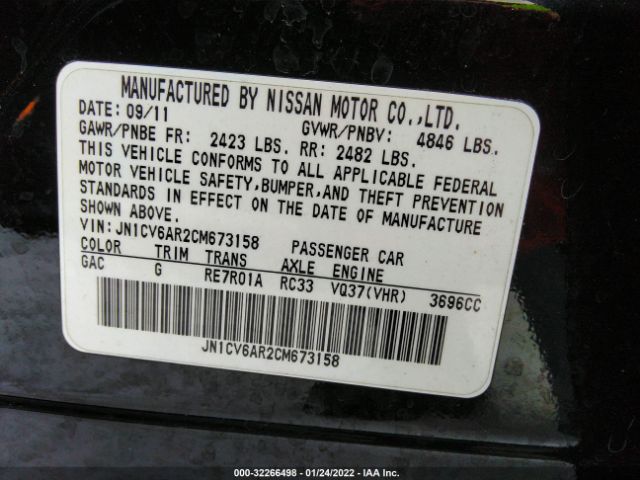 MANUFACTURED BY NISSAN MOTOR CO.,LTD.
DATE: 09/11 GVWR/PNBV: 4846 LBS.
GAWR/PNBE FR: 2423 LBS. RR: 2482 LBS.
THIS VEHICLE CONFORMS TO ALL APPLICABLE FEDERAL
MOTOR VEHICLE SAFETY,BUMPER,AND THEFT PREVENTION
STANDARDS IN EFFECT ON THE DATE OF MANUFACTURE
SHOWN ABOVE.
VIN: JN1CV6AR2CM673158 PASSENGER CAR
COLOR TRIM TRANS AXLE ENGINE
GAC G RE7R01A RC33 VQ37(VHR) 3696CC
JN1CV6AR2CM673158
000-32266498 - 01/24/2022 - IAA Inc.